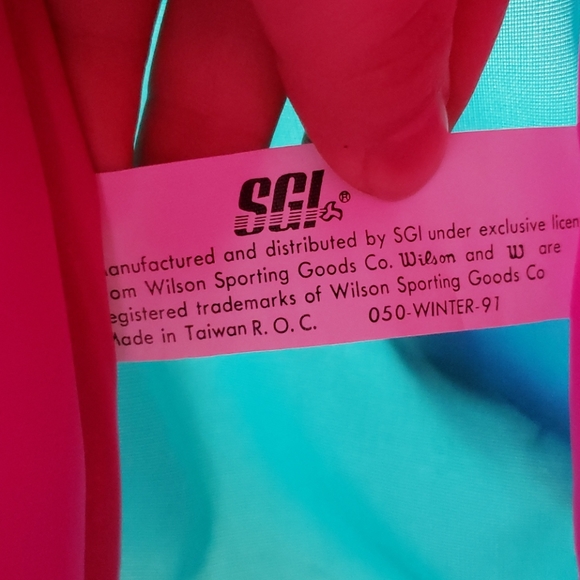 SGI®
anufactured and distributed by SGI under exclusive licen
om Wilson Sporting Goods Co. Wilson and W are
egistered trademarks of Wilson Sporting Goods Co
Made in Taiwan R. O. C. 050-WINTER-91